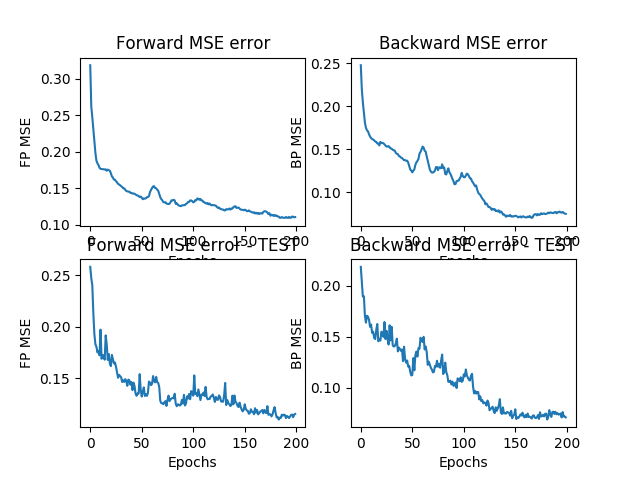 Forward MSE error
Backward MSE error
FP MSE
0.30
0.25
0.20
0.15
0.10
0 50 100 150 200
Epochs
BP MSE
0.25
0.20
0.15
0.10
0 50 100 150 200
Epochs
Forward MSE error - TEST
Backward MSE error - TEST
FP MSE
0.25
0.20
0.15
0 50 100 150 200
Epochs
BP MSE
0.20
0.15
0.10
0 50 100 150 200
Epochs